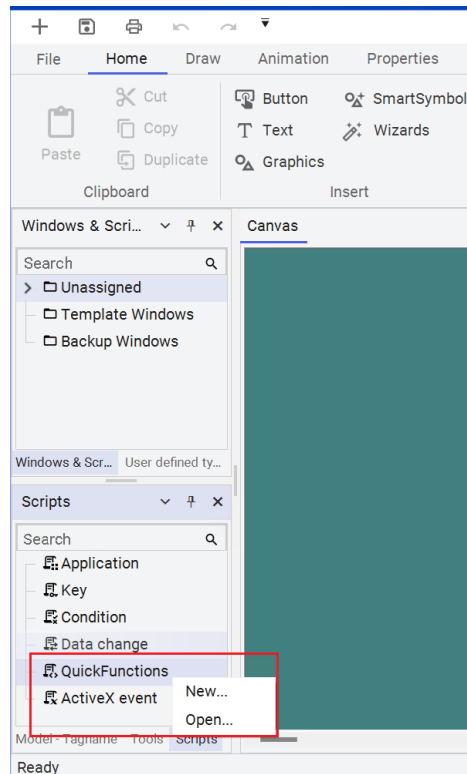 File Home Draw Animation Properties
Cut
Copy
Paste
Duplicate
Clipboard
Button SmartSymbol
Text Wizards
Graphics
Insert
Windows & Scri...
Search
Unassigned
Template Windows
Backup Windows
Windows & Scr... User defined ty...
Canvas
Scripts
Search
Application
Key
Condition
Data change
QuickFunctions
ActiveX event
New...
Open...
Model - Tagname Tools Scripts
Ready